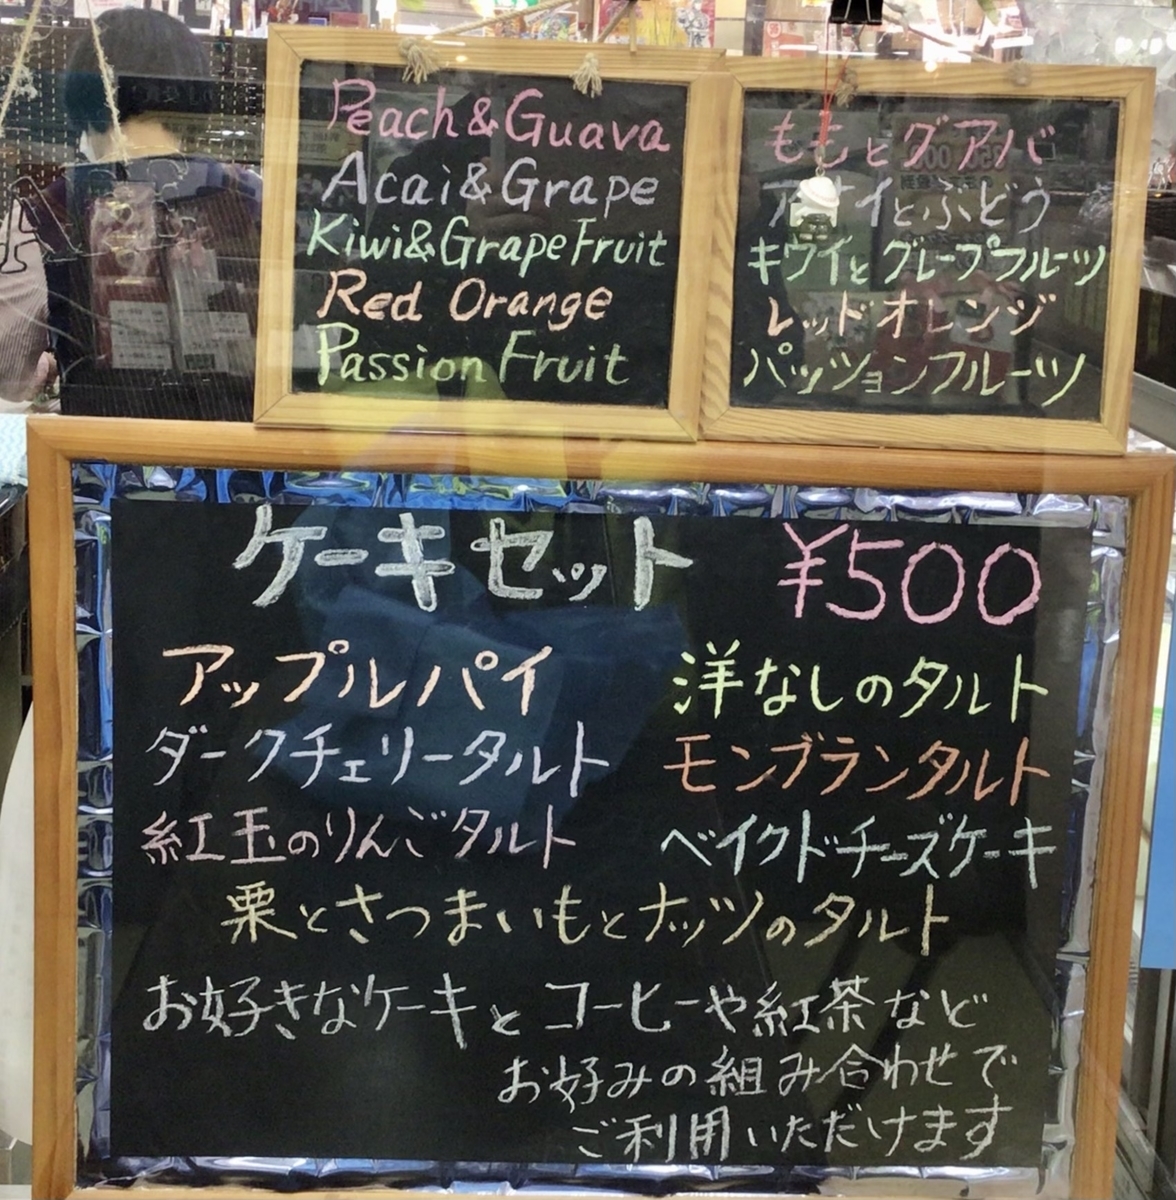 Peach&Guava
Acai&Grape
Kiwi&GrapeFruit
Red Orange
Passion Fruit
ももとグアバ
アサイとぶどう
キウイとグレープフルーツ
レッドオレンジ
パッションフルーツ
ケーキセット ¥500
アップルパイ 洋なしのタルト
ダークチェリータルト モンブランタルト
紅玉のりんごタルト ベイクドチーズケーキ
栗とさつまいもとナッツのタルト
お好きなケーキとコーヒーや紅茶など
お好みの組み合わせで
ご利用いただけます